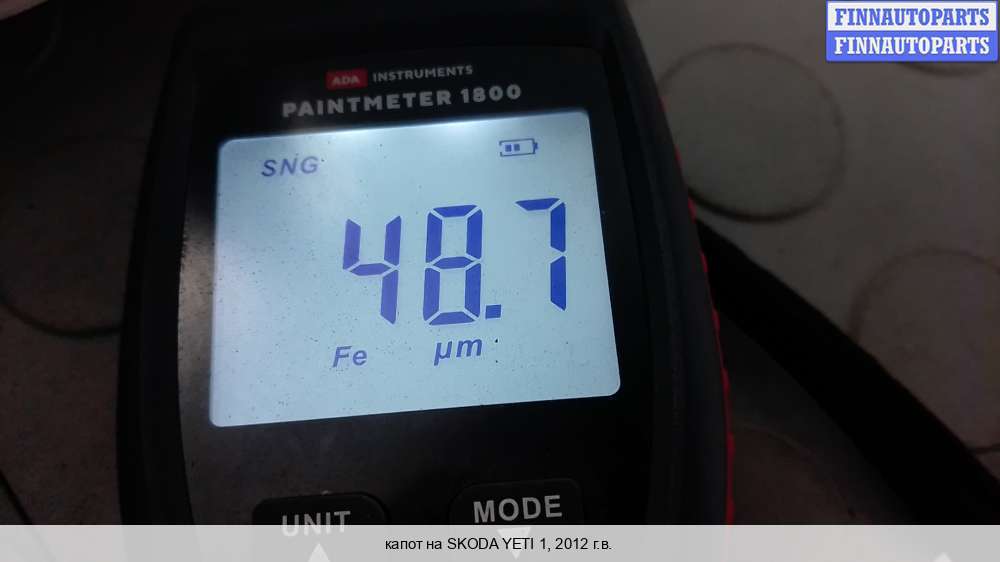 FINNAUTOPARTS
FINNAUTOPARTS
ADA INSTRUMENTS
PAINTMETER 1800
SNG
48.7
Fe µm
UNIT MODE
капот на SKODA YETI 1, 2012 г.в.